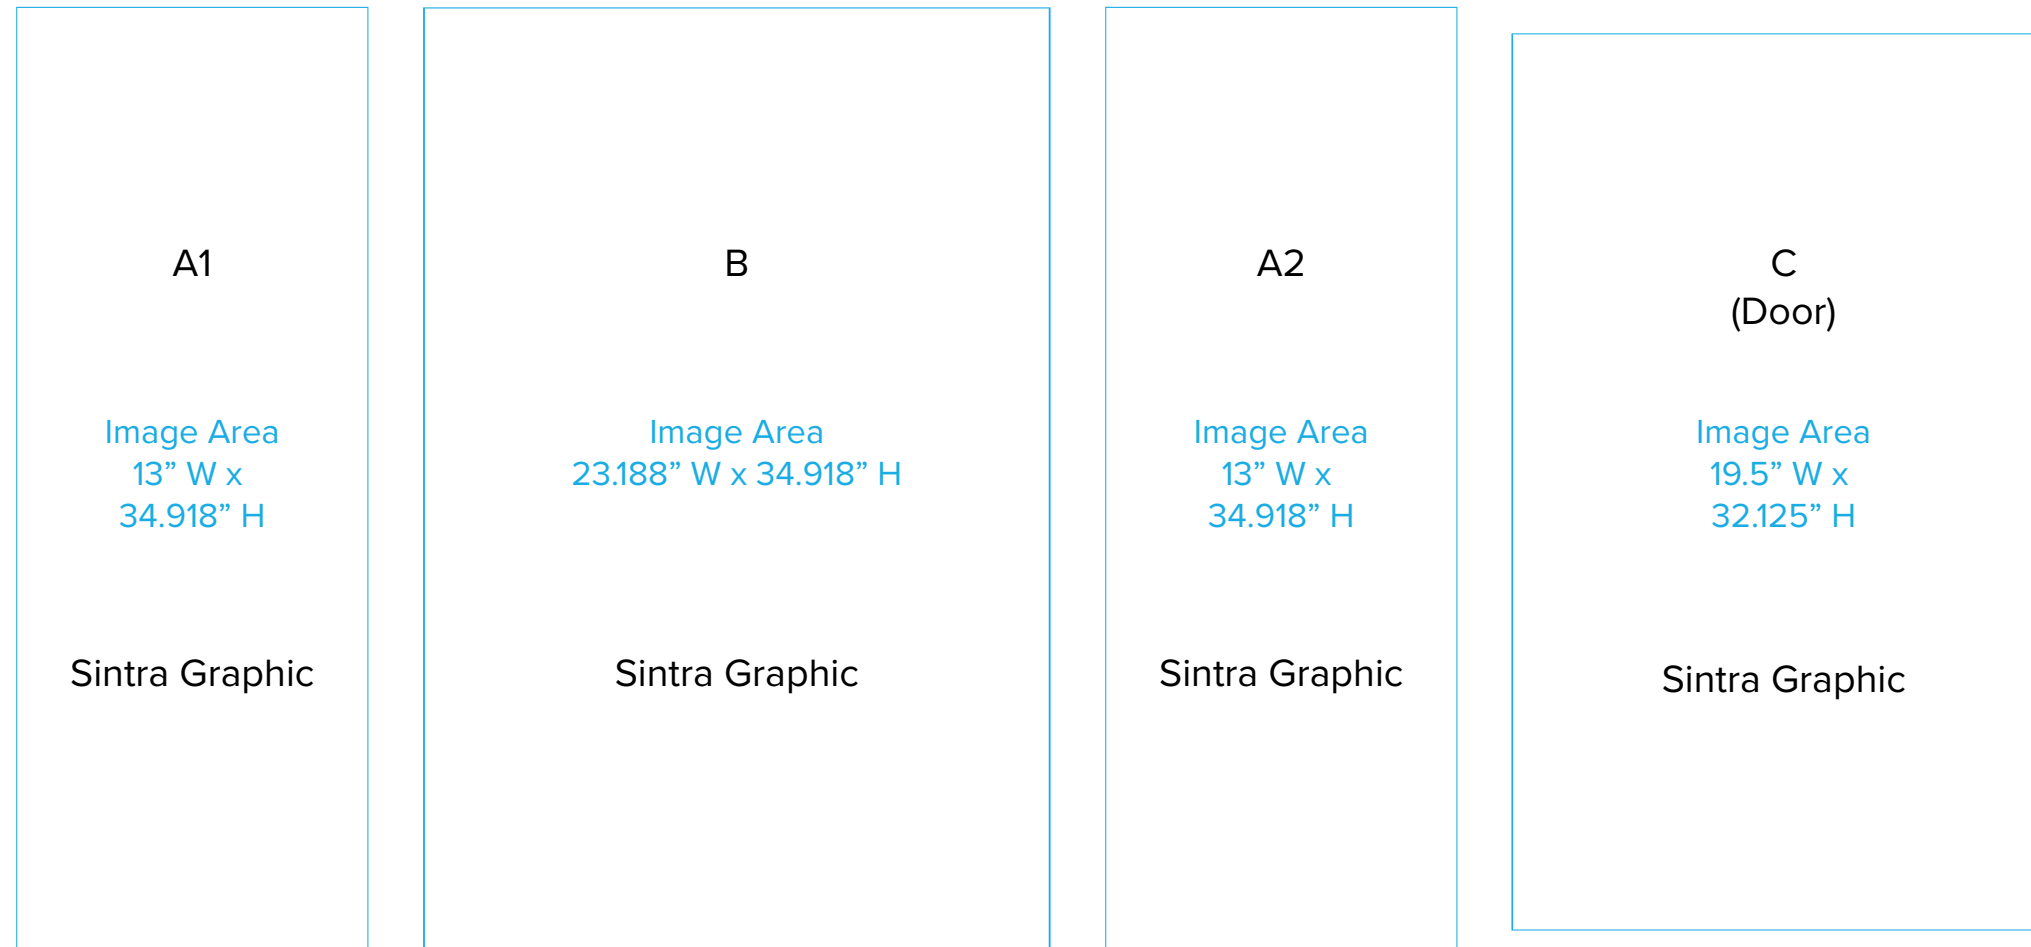 A1
Image Area
13” W x
34.918” H
Sintra Graphic
B
Image Area
23.188” W x 34.918” H
Sintra Graphic
A2
Image Area
13” W x
34.918” H
Sintra Graphic
C
(Door)
Image Area
19.5” W x
32.125” H
Sintra Graphic